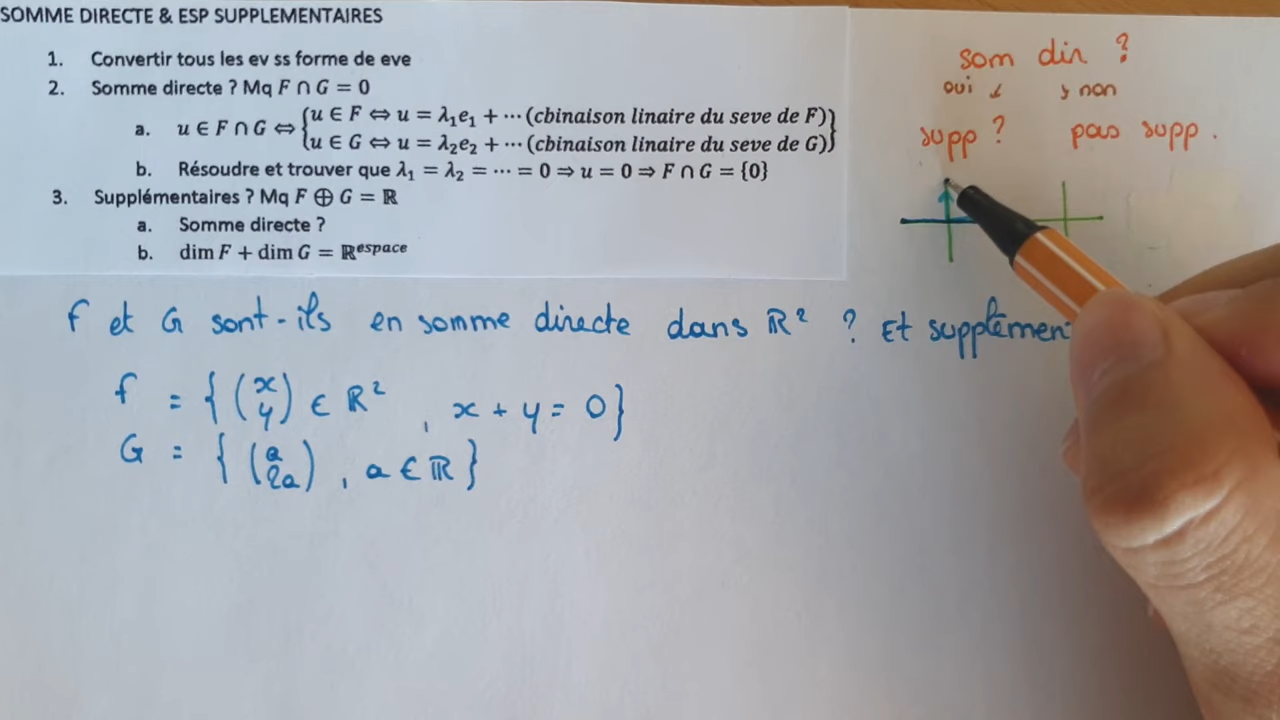 SOMME DIRECTE & ESP SUPPLEMENTAIRES
1. Convertir tous les ev ss forme de eve
2. Somme directe ? Mq F ∩ G = 0
a. u ∈ F ∩ G ⇔ {u ∈ F ⇔ u = λ₁e₁ + ⋯ (cbinaison linaire du seve de F)}
{u ∈ G ⇔ u = λ₂e₂ + ⋯ (cbinaison linaire du seve de G)}
b. Résoudre et trouver que λ₁ = λ₂ = ⋯ = 0 ⇒ u = 0 ⇒ F ∩ G = {0}
3. Supplémentaires ? Mq F ⊕ G = ℝ
a. Somme directe ?
b. dim F + dim G = ℝᵉˢᵖᵃᶜᵉ
som dir ?
oui ↙ ↘ non
supp ? pas supp .
F et G sont-ils en somme directe dans ℝ² ? Et supplémen
F = { (x y) ∈ ℝ² , x + y = 0 }
G = { (a 2a) , a ∈ ℝ }